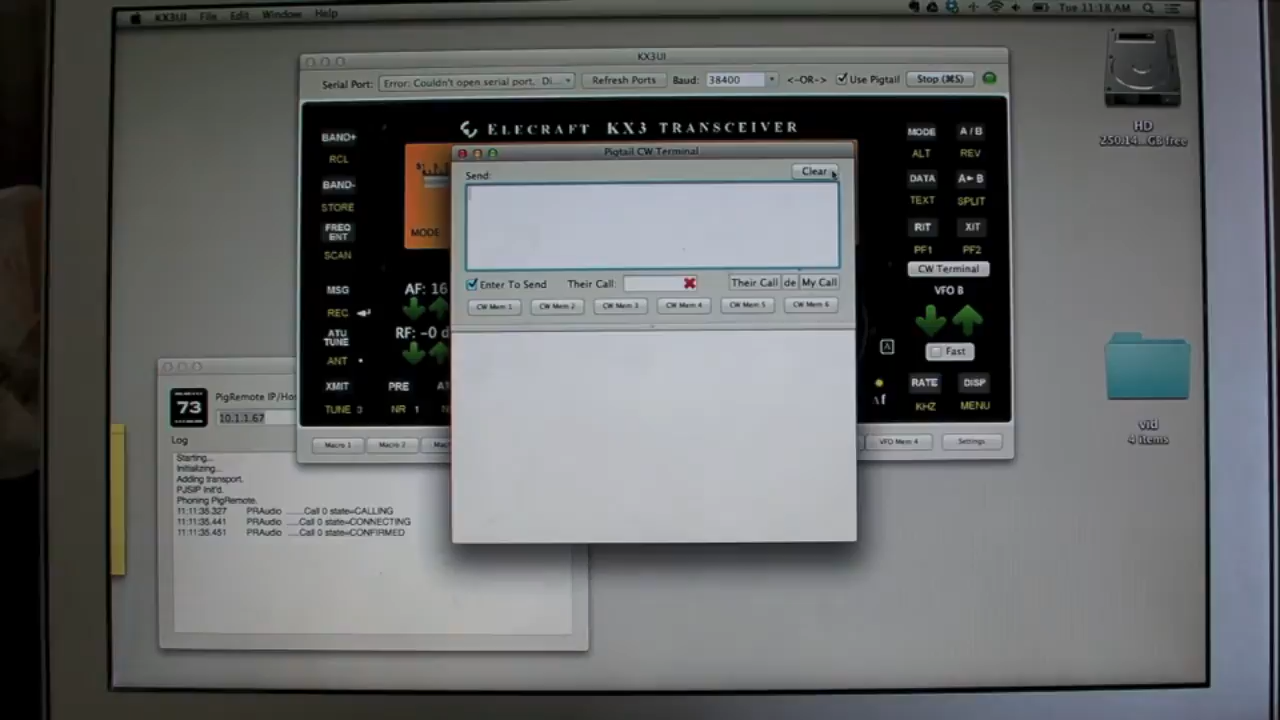 KX3UI File Edit Window Help
Tue 11:18 AM
KX3UI
Serial Port: Error: Couldn't open serial port, Di... Refresh Ports Baud: 38400 <-OR-> Use Pigtail Stop (⌘S)
ELECRAFT KX3 TRANSCEIVER
BAND+
RCL
BAND-
STORE
FREQ
ENT
SCAN
MSG
REC
ATU
TUNE
ANT
XMIT
TUNE
MODE
AF: 16
RF: -0 d
PRE
NR
Macro 1 Macro 2
Pigtail CW Terminal
Send: Clear
Enter To Send Their Call: Their Call de My Call
CW Mem 1 CW Mem 2 CW Mem 3 CW Mem 4 CW Mem 5 CW Mem 6
MODE A/B
ALT REV
DATA A►B
TEXT SPLIT
RIT XIT
PF1 PF2
CW Terminal
VFO B
A
Fast
RATE DISP
KHZ MENU
VFO Mem 4 Settings
HD
250.14...GB free
vid
4 items
73
PigRemote IP/Hos
10.1.1.67
Log
Starting...
Initializing...
Adding transport.
PJSIP Init'd.
Phoning PigRemote.
11:11:35.327 PRAudio ......Call 0 state=CALLING
11:11:35.441 PRAudio .....Call 0 state=CONNECTING
11:11:35.451 PRAudio .....Call 0 state=CONFIRMED